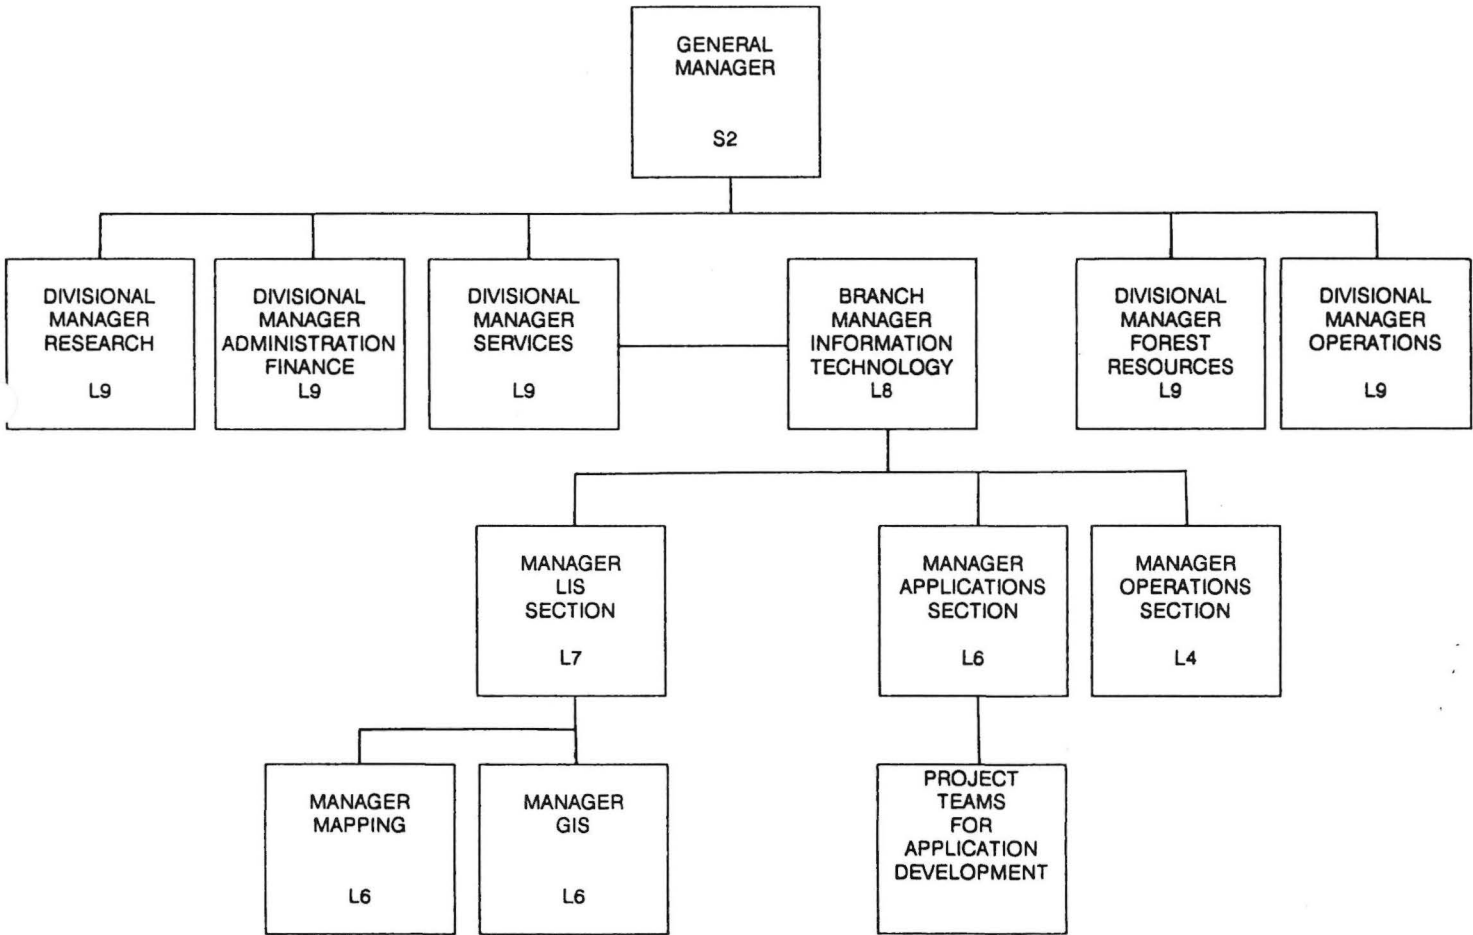 GENERAL
MANAGER
S2
DIVISIONAL
MANAGER
RESEARCH
L9
DIVISIONAL
MANAGER
ADMINISTRATION
FINANCE
L9
DIVISIONAL
MANAGER
SERVICES
L9
BRANCH
MANAGER
INFORMATION
TECHNOLOGY
L8
DIVISIONAL
MANAGER
FOREST
RESOURCES
L9
DIVISIONAL
MANAGER
OPERATIONS
L9
MANAGER
LIS
SECTION
L7
MANAGER
APPLICATIONS
SECTION
L6
MANAGER
OPERATIONS
SECTION
L4
MANAGER
MAPPING
L6
MANAGER
GIS
L6
PROJECT
TEAMS
FOR
APPLICATION
DEVELOPMENT